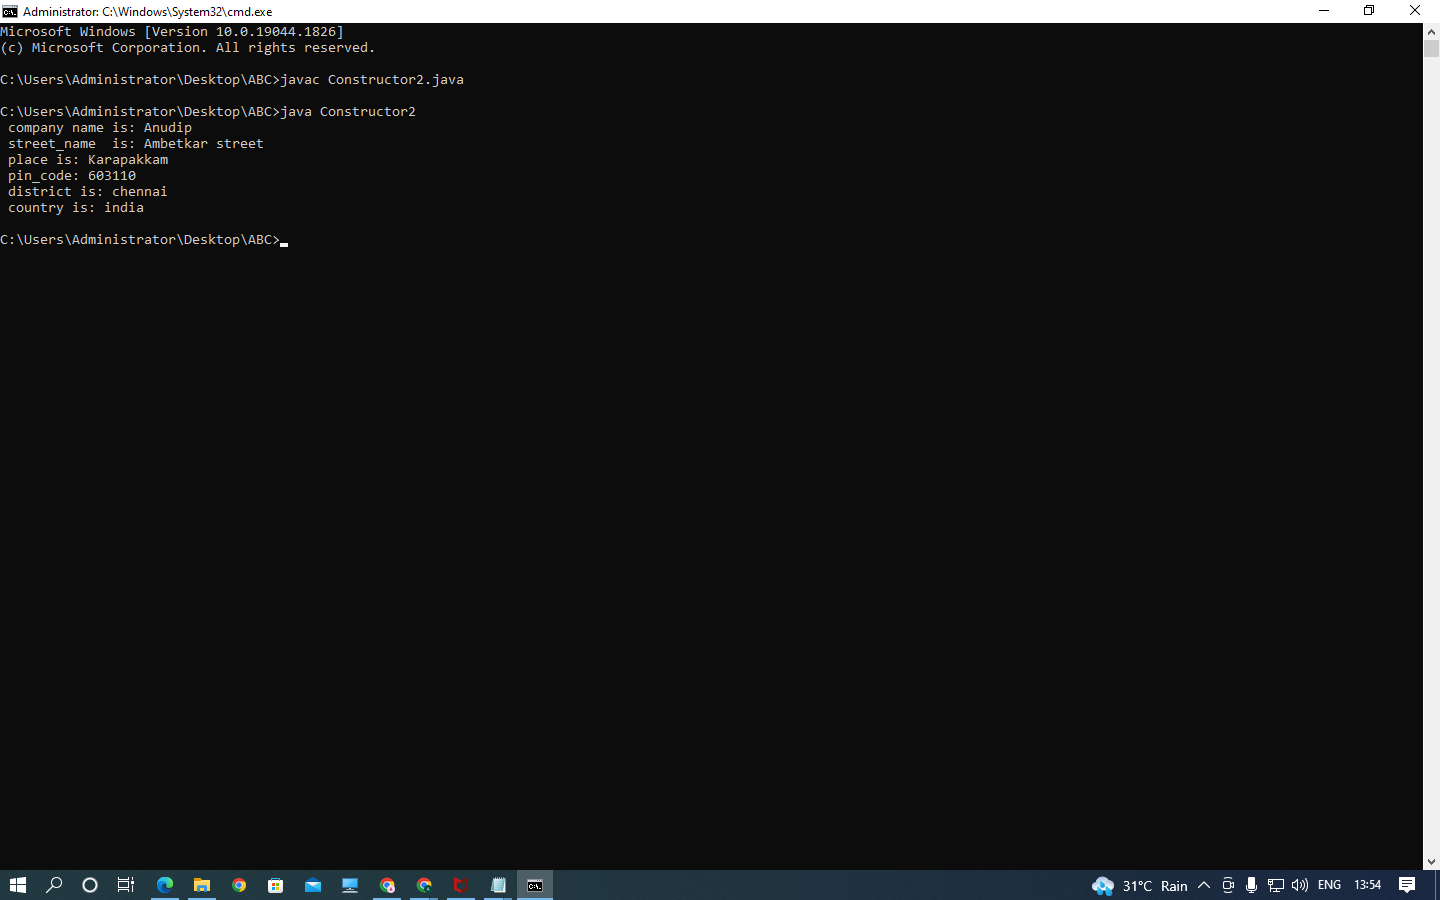 Administrator: C:\Windows\System32\cmd.exe
Microsoft Windows [Version 10.0.19044.1826]
(c) Microsoft Corporation. All rights reserved.
C:\Users\Administrator\Desktop\ABC>javac Constructor2.java
C:\Users\Administrator\Desktop\ABC>java Constructor2
company name is: Anudip
street_name  is: Ambetkar street
place is: Karapakkam
pin_code: 603110
district is: chennai
country is: india
C:\Users\Administrator\Desktop\ABC>
31°C Rain ENG 13:54